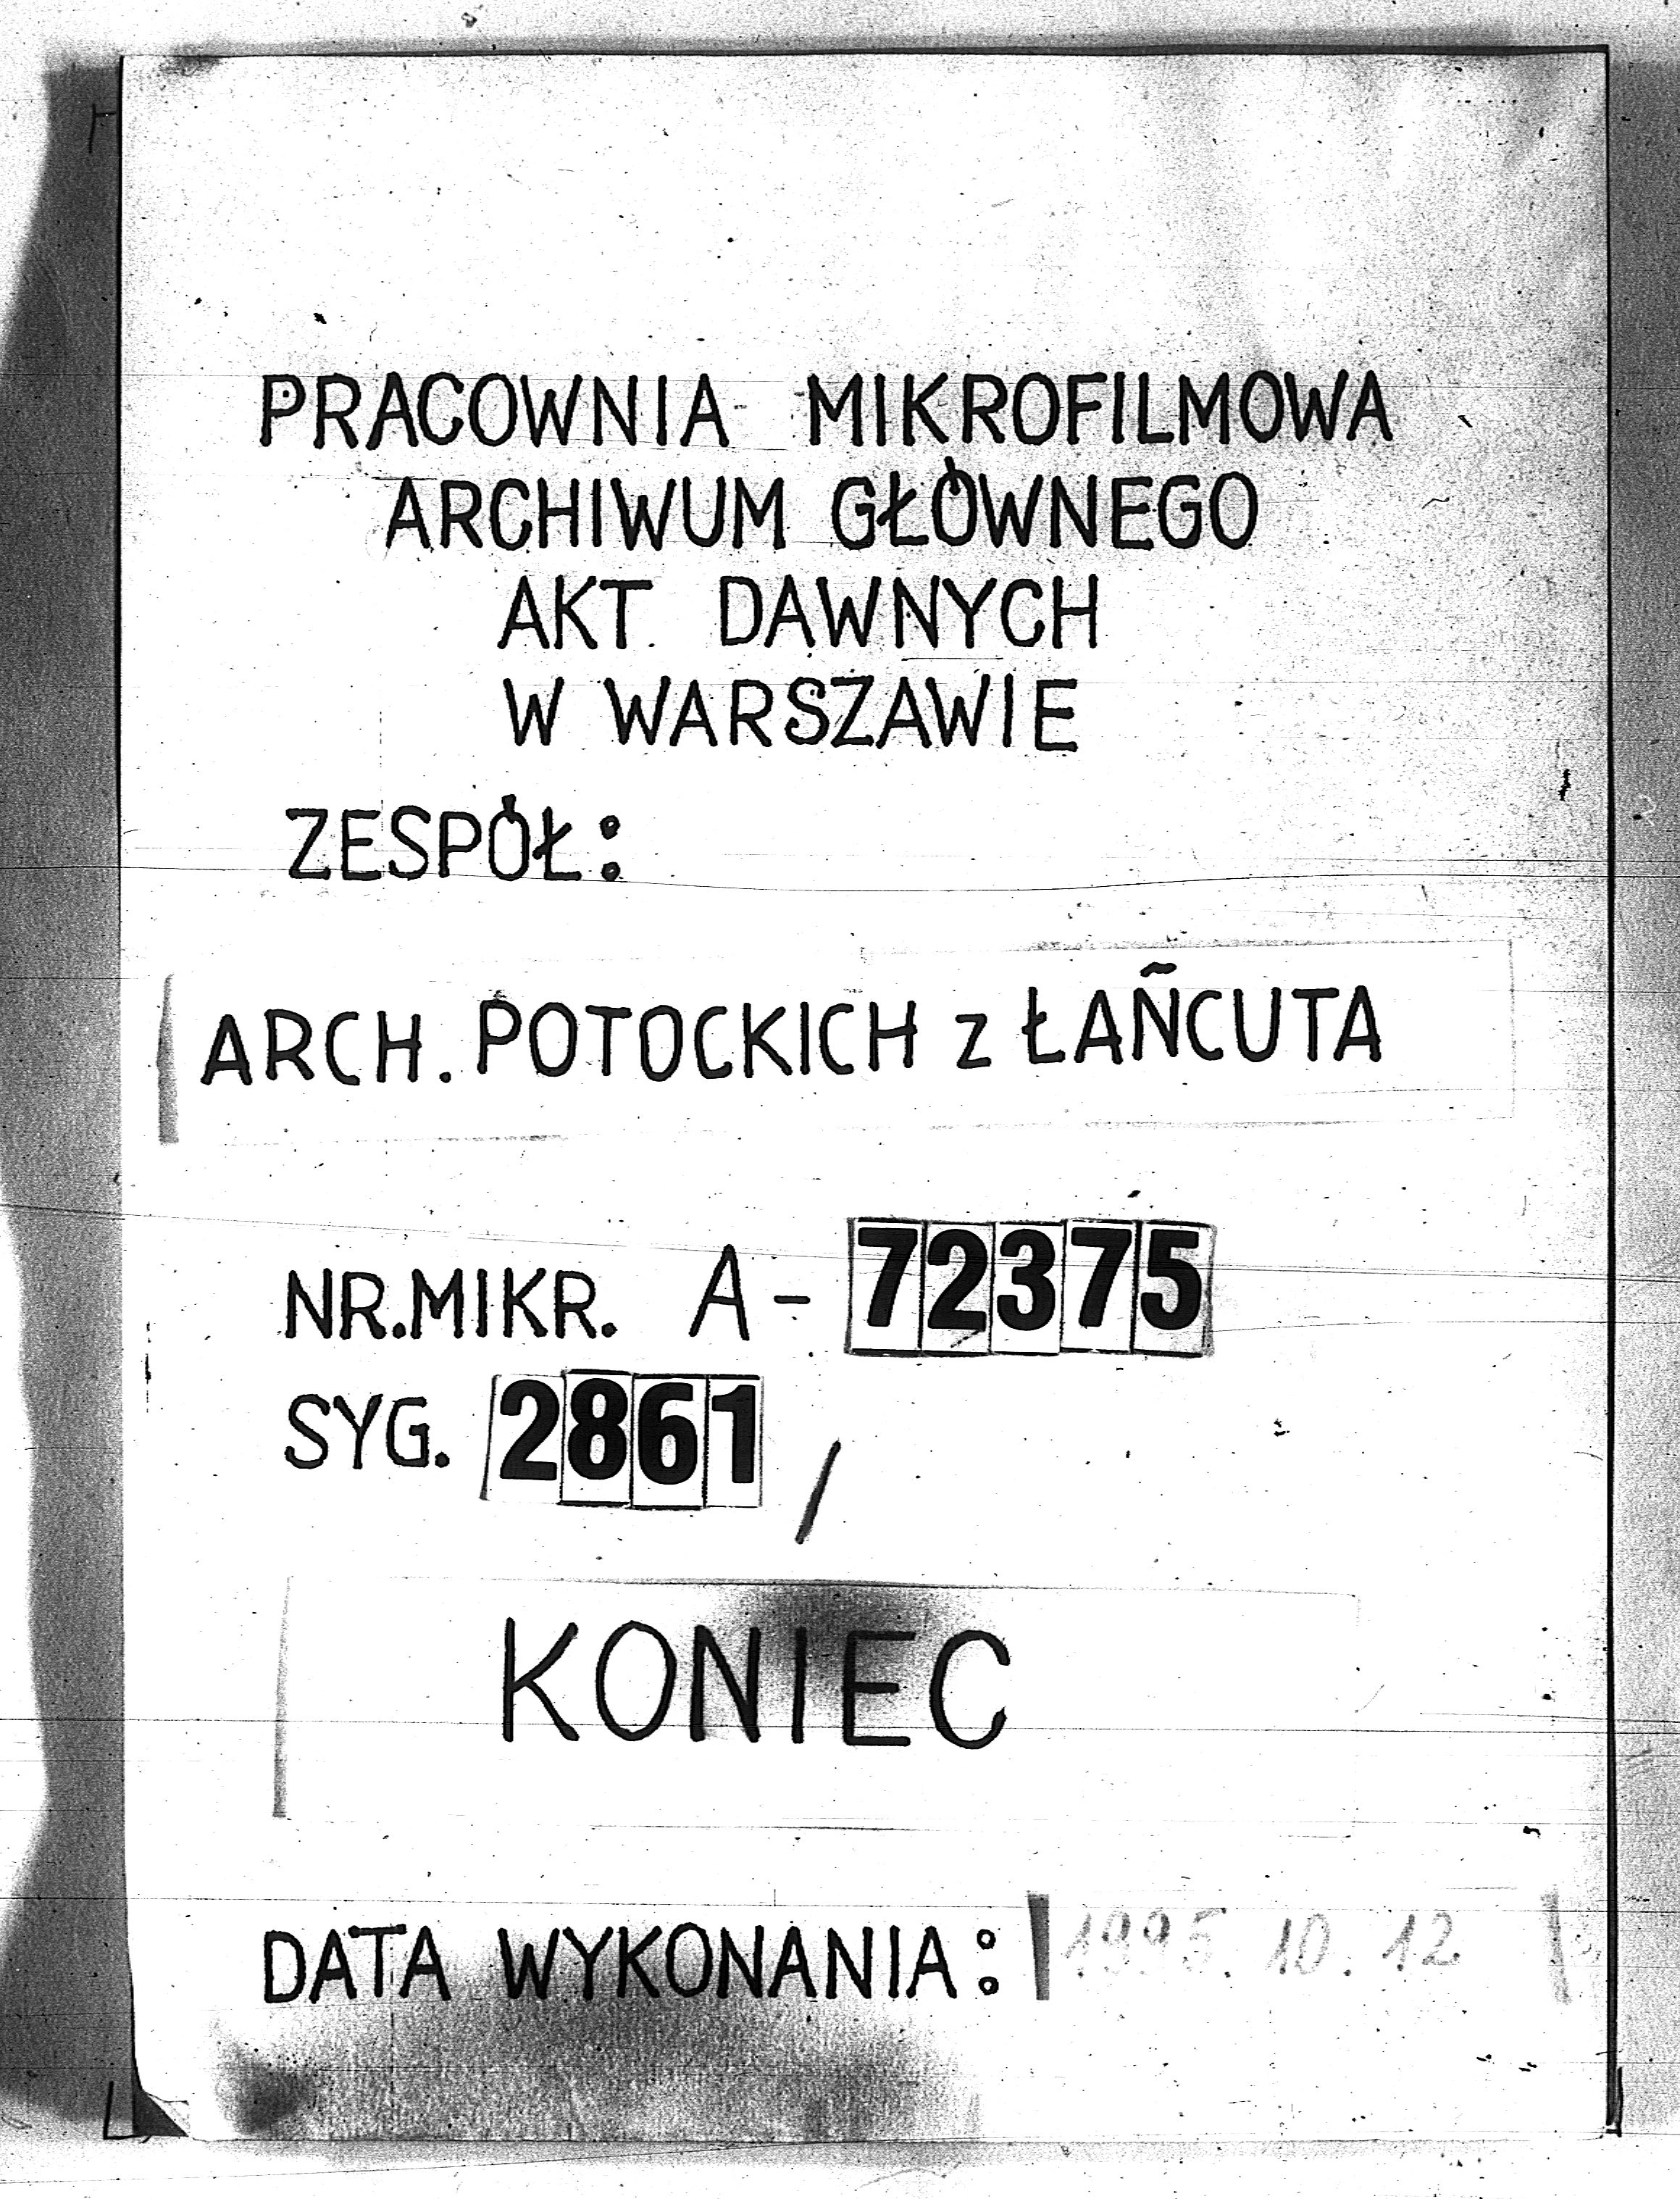 PRACOWNIA MIKROFILMOWA
ARCHIWUM GŁÓWNEGO
AKT DAWNYCH
W WARSZAWIE
ZESPÓŁ:
ARCH. POTOCKICH z ŁAŃCUTA
NR.MIKR. A-72375
SYG. 2861 /
KONIEC
DATA WYKONANIA: 1995.10.12